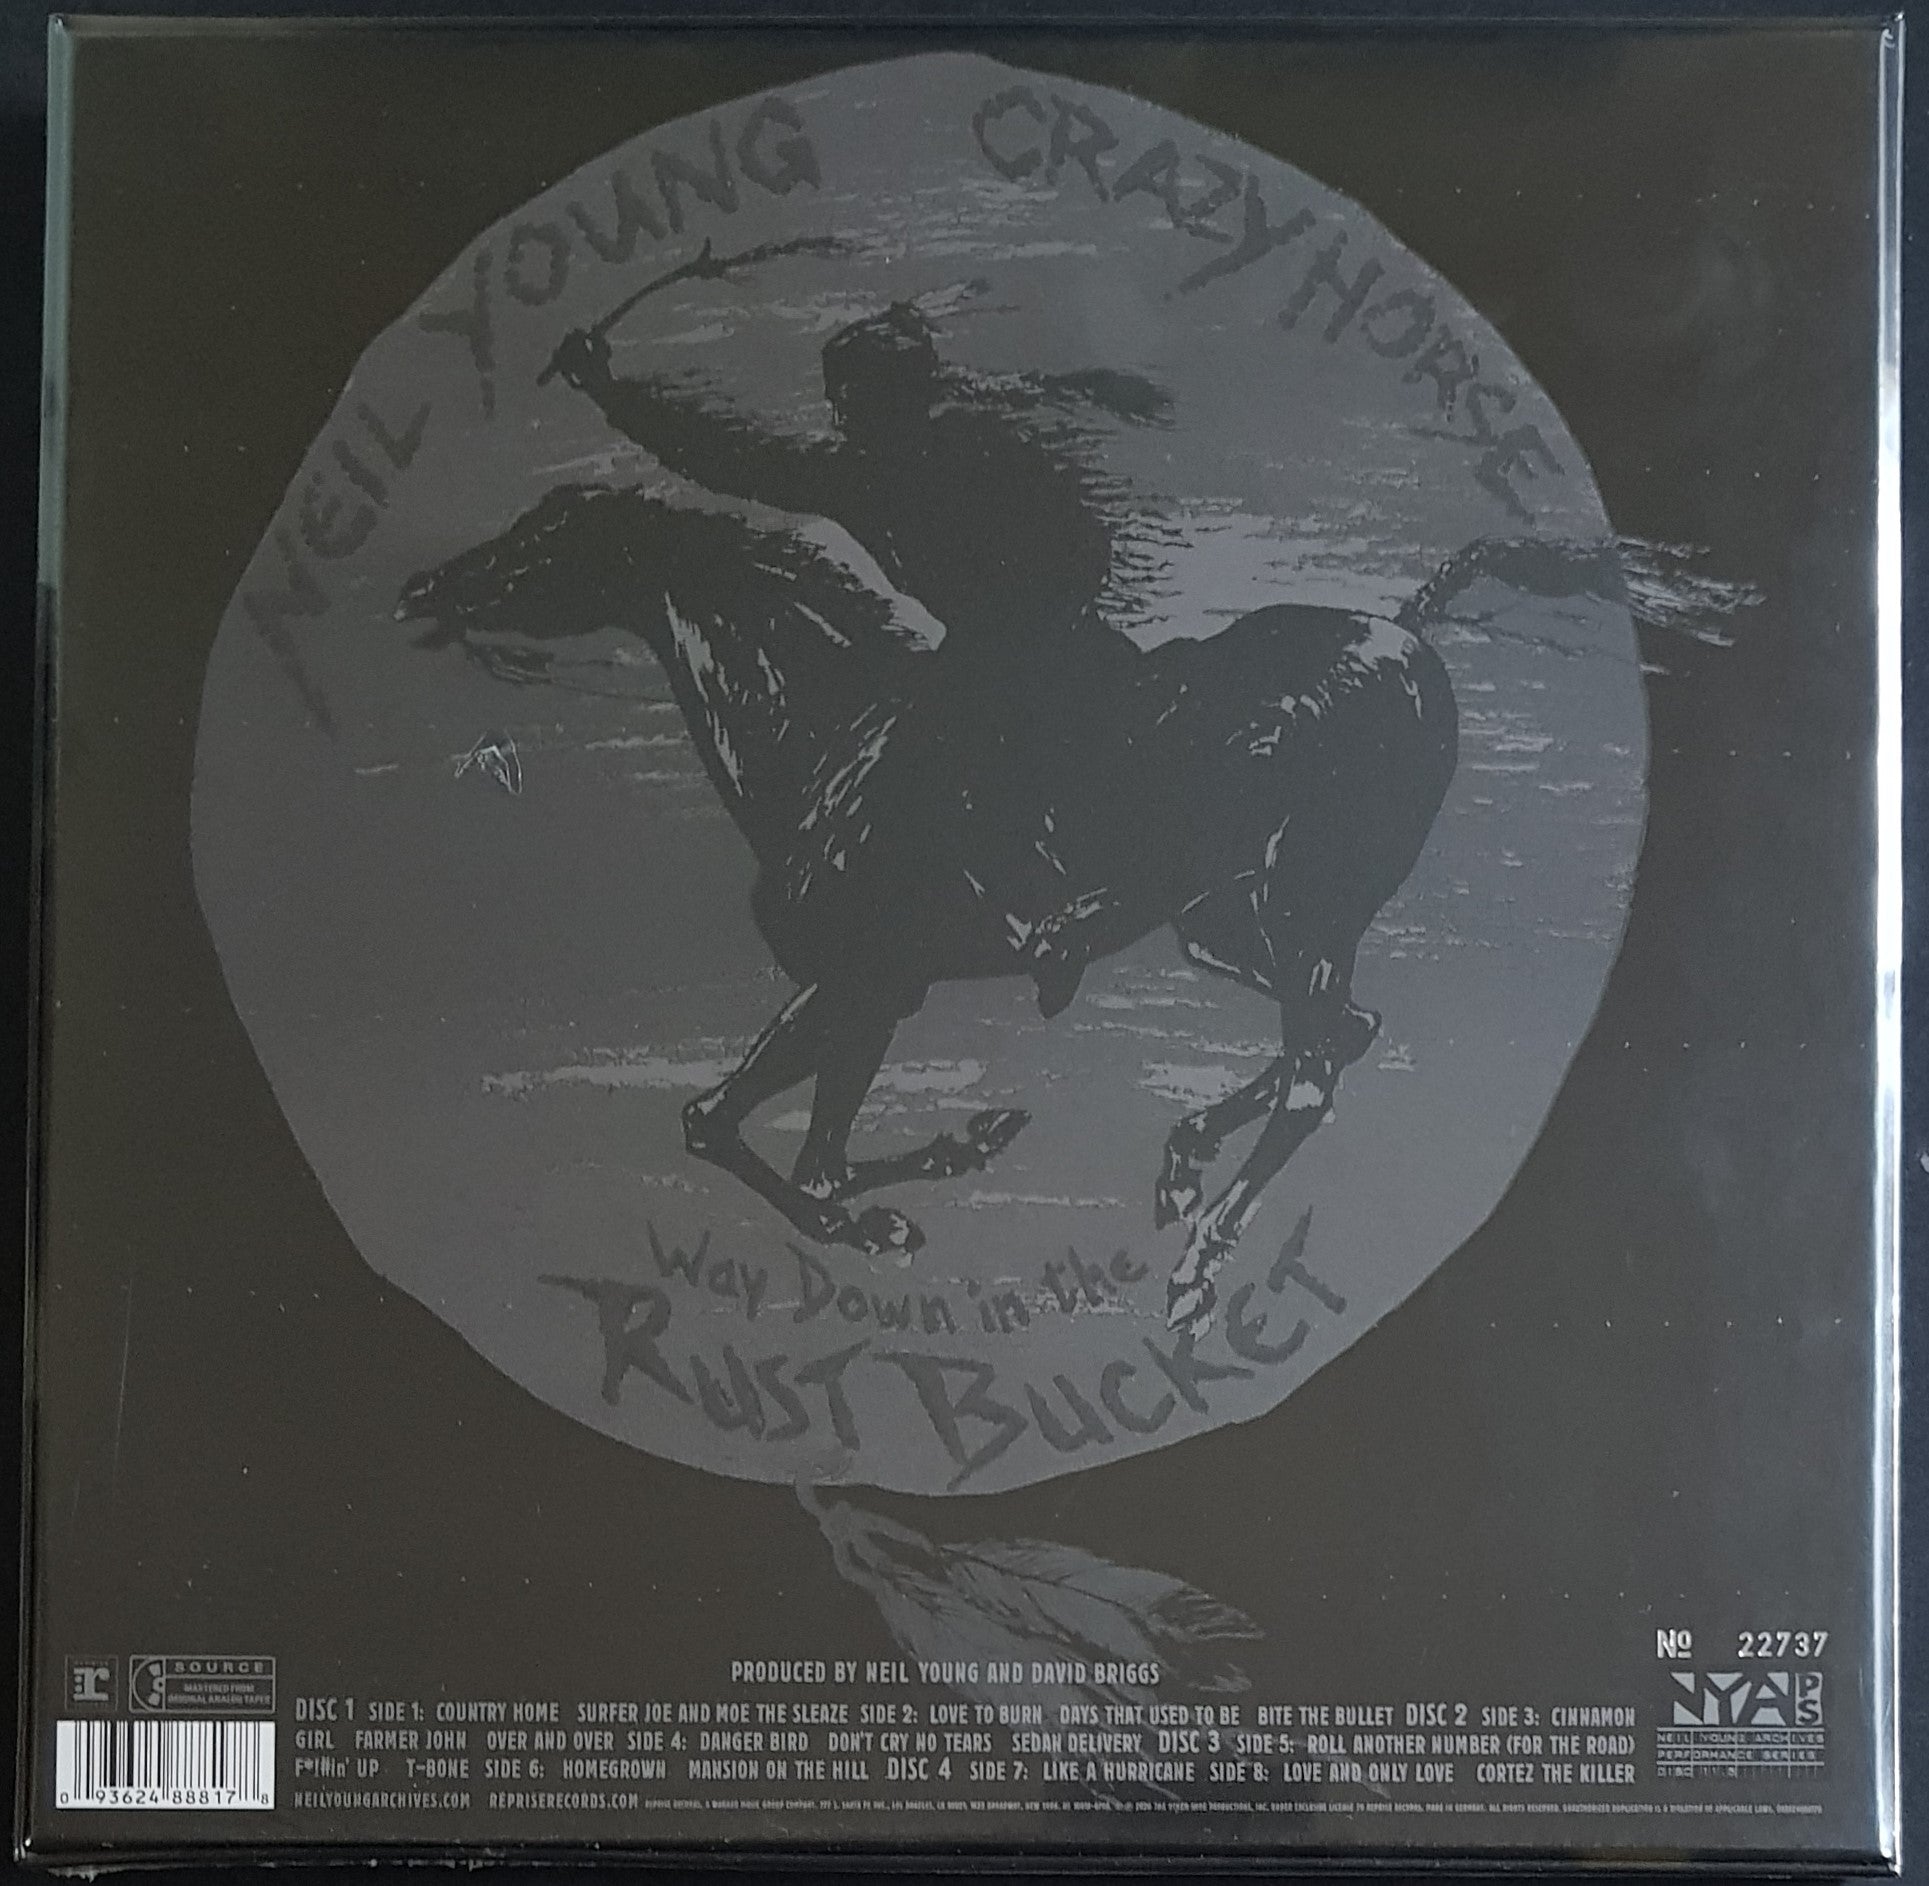 NEIL YOUNG CRAZY HORSE
Way Down in the
RUST BUCKET
No 22737
PRODUCED BY NEIL YOUNG AND DAVID BRIGGS
r
SOURCE
MASTERED FROM
ORIGINAL ANALOG TAPES
NYA PS
NEIL YOUNG ARCHIVES
PERFORMANCE SERIES
DISC 11.5
DISC 1 SIDE 1: COUNTRY HOME SURFER JOE AND MOE THE SLEAZE SIDE 2: LOVE TO BURN DAYS THAT USED TO BE BITE THE BULLET DISC 2 SIDE 3: CINNAMON
GIRL FARMER JOHN OVER AND OVER SIDE 4: DANGER BIRD DON'T CRY NO TEARS SEDAN DELIVERY DISC 3 SIDE 5: ROLL ANOTHER NUMBER (FOR THE ROAD)
F*!#in' UP T-BONE SIDE 6: HOMEGROWN MANSION ON THE HILL DISC 4 SIDE 7: LIKE A HURRICANE SIDE 8: LOVE AND ONLY LOVE CORTEZ THE KILLER
0 93624 88817 8
NEILYOUNGARCHIVES.COM REPRISERECORDS.COM